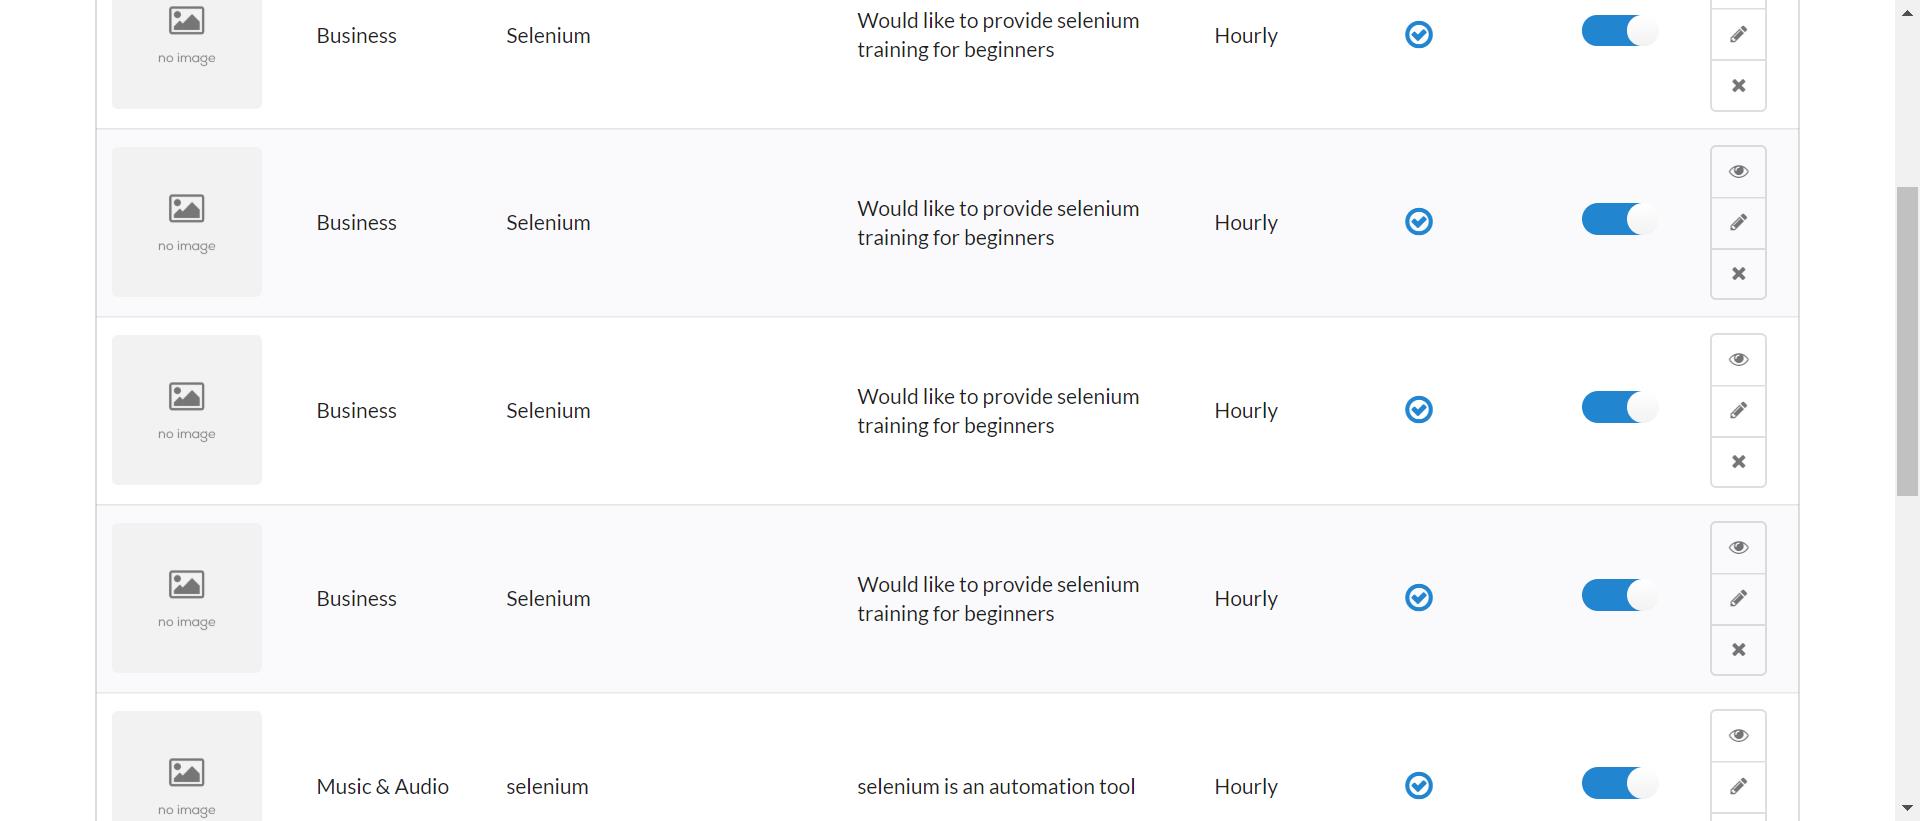 no image
Business
Selenium
Would like to provide selenium
training for beginners
Hourly
no image
Business
Selenium
Would like to provide selenium
training for beginners
Hourly
no image
Business
Selenium
Would like to provide selenium
training for beginners
Hourly
no image
Business
Selenium
Would like to provide selenium
training for beginners
Hourly
no image
Music & Audio
selenium
selenium is an automation tool
Hourly